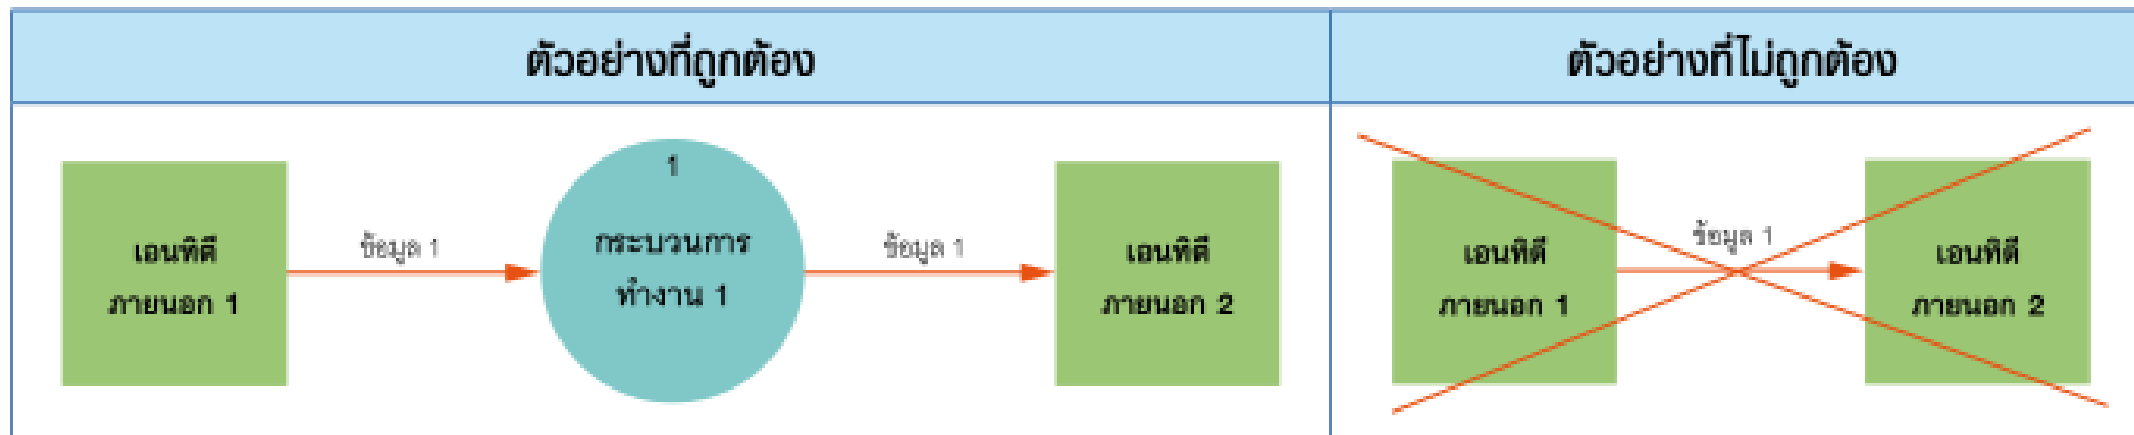 ตัวอย่างที่ถูกต้อง
ตัวอย่างที่ไม่ถูกต้อง
เอนทิตี
ภายนอก 1
ข้อมูล 1
1
กระบวนการ
ทำงาน 1
ข้อมูล 1
เอนทิตี
ภายนอก 2
เอนทิตี
ภายนอก 1
ข้อมูล 1
เอนทิตี
ภายนอก 2